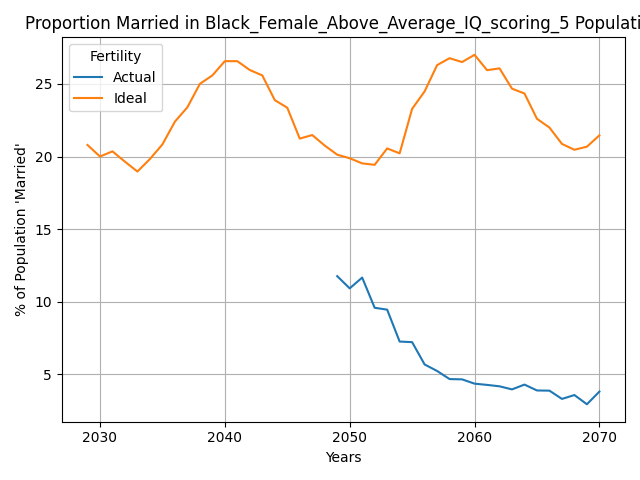 Proportion Married in Black_Female_Above_Average_IQ_scoring_5 Populati
Fertility
Actual
Ideal
% of Population 'Married'
25
20
15
10
5
2030 2040 2050 2060 2070
Years